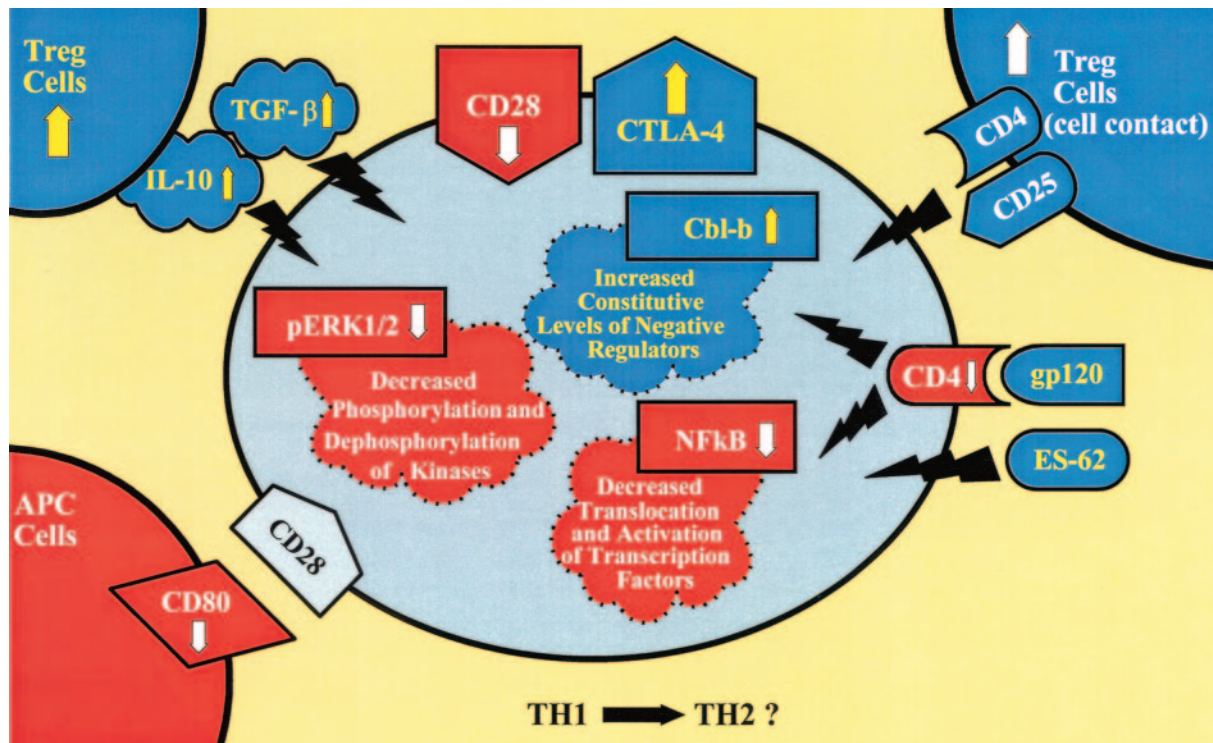 Treg
Cells
TGF-β
IL-10
CD28
CTLA-4
Treg
Cells
(cell contact)
CD4
CD25
Cbl-b
Increased
Constitutive
Levels of Negative
Regulators
pERK1/2
Decreased
Phosphorylation and
Dephosphorylation
of Kinases
CD4
gp120
NFkB
ES-62
Decreased
Translocation
and Activation
of Transcription
Factors
APC
Cells
CD28
CD80
TH1 TH2 ?